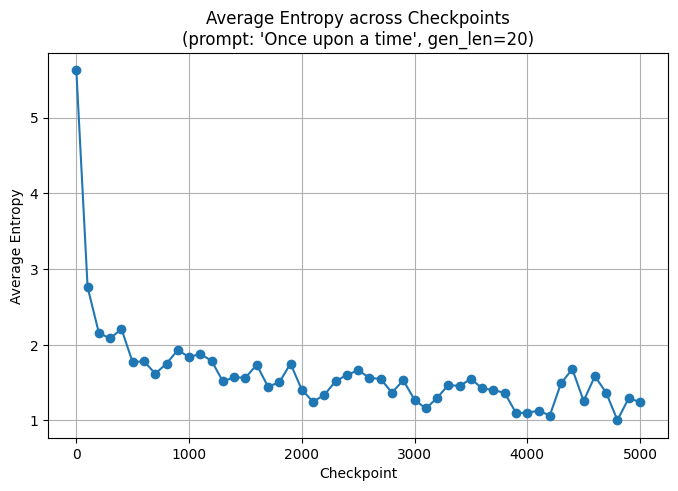 Average Entropy across Checkpoints
(prompt: 'Once upon a time', gen_len=20)
Average Entropy
5
4
3
2
1
0
1000
2000
3000
4000
5000
Checkpoint